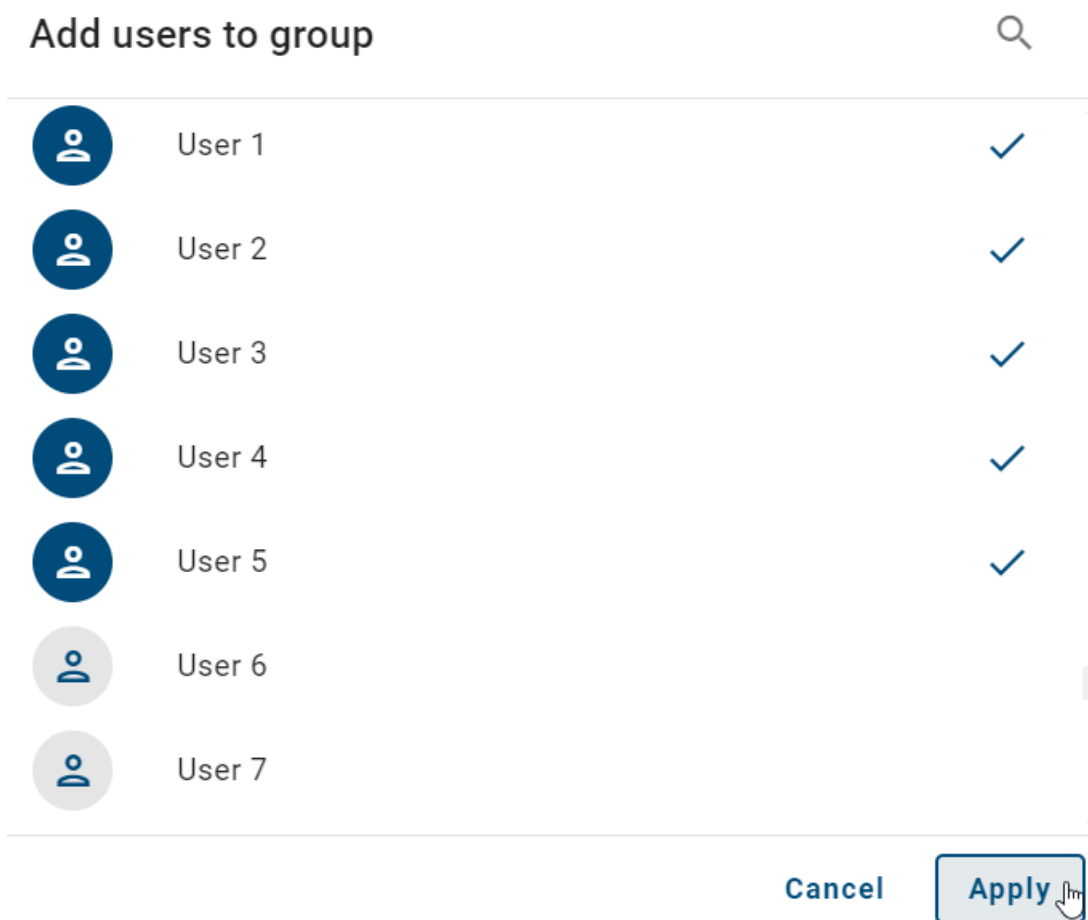 Add users to group
User 1
User 2
User 3
User 4
User 5
User 6
User 7
Cancel Apply